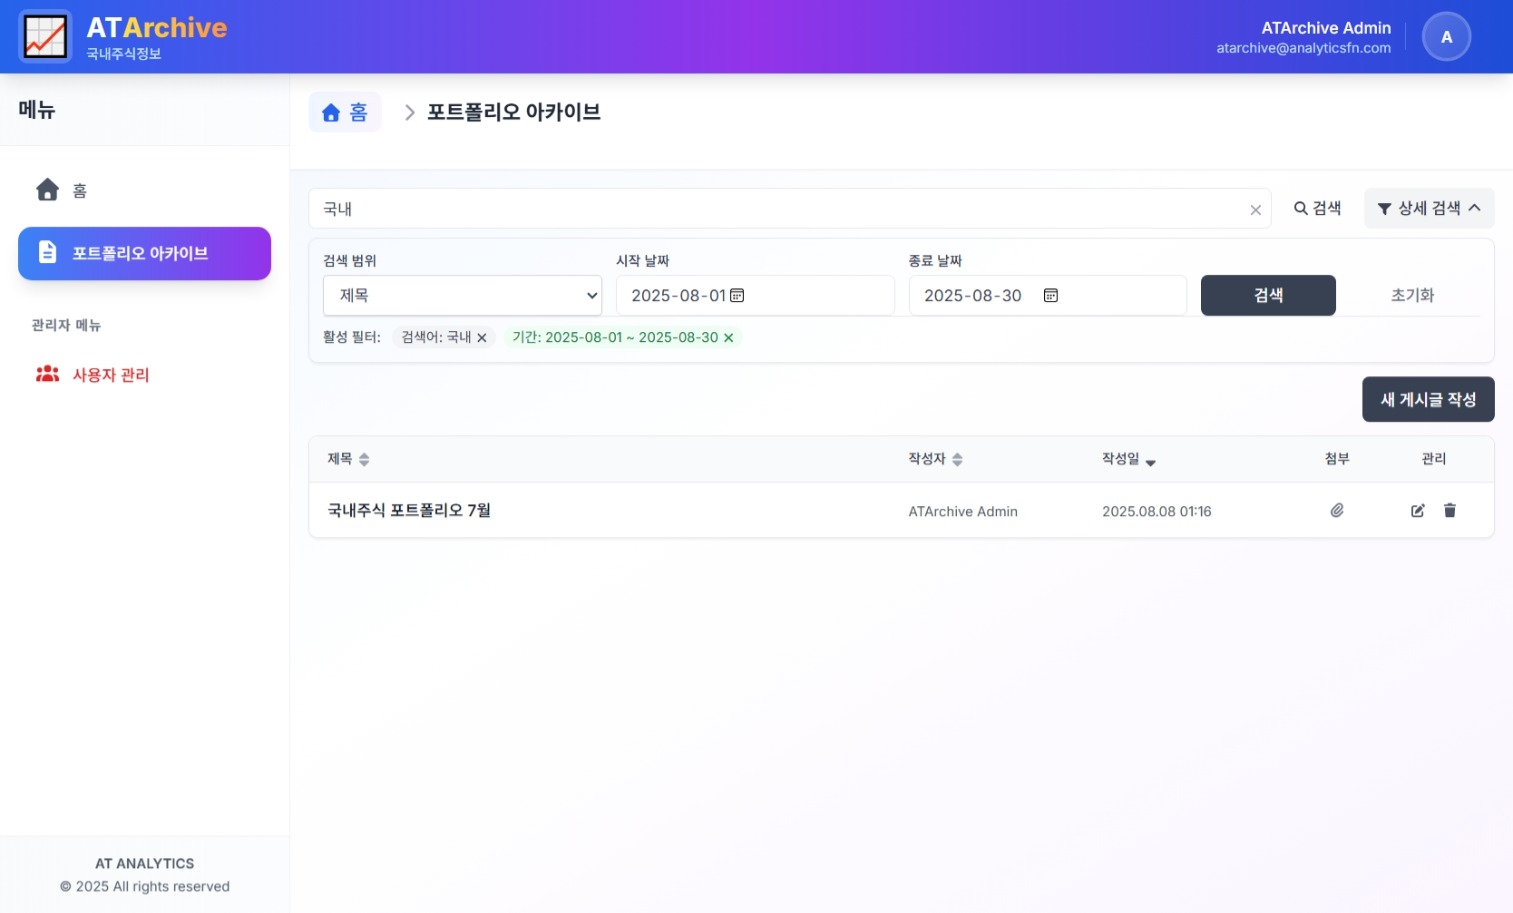 ATArchive
국내주식정보
ATArchive Admin
atarchive@analyticsfn.com
A
메뉴
홈
포트폴리오 아카이브
관리자 메뉴
사용자 관리
AT ANALYTICS
© 2025 All rights reserved
홈
포트폴리오 아카이브
국내
검색
상세 검색
검색 범위
시작 날짜
종료 날짜
제목
2025-08-01
2025-08-30
검색
초기화
활성 필터: 검색어: 국내 × 기간: 2025-08-01 ~ 2025-08-30 ×
새 게시글 작성
제목 작성자 작성일 첨부 관리
국내주식 포트폴리오 7월 ATArchive Admin 2025.08.08 01:16